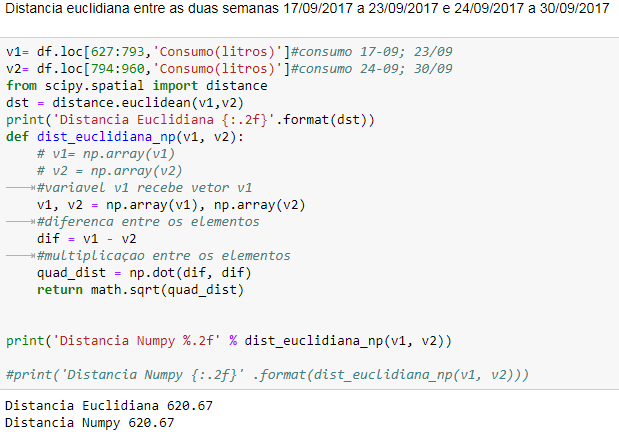 Distancia euclidiana entre as duas semanas 17/09/2017 a 23/09/2017 e 24/09/2017 a 30/09/2017
v1= df.loc[627:793,'Consumo(litros)']#consumo 17-09; 23/09
v2= df.loc[794:960,'Consumo(litros)']#consumo 24-09; 30/09
from scipy.spatial import distance
dst = distance.euclidean(v1,v2)
print('Distancia Euclidiana {:.2f}'.format(dst))
def dist_euclidiana_np(v1, v2):
    # v1= np.array(v1)
    # v2 = np.array(v2)
    #variavel v1 recebe vetor v1
    v1, v2 = np.array(v1), np.array(v2)
    #diferenca entre os elementos
    dif = v1 - v2
    #multiplicaçao entre os elementos
    quad_dist = np.dot(dif, dif)
    return math.sqrt(quad_dist)
print('Distancia Numpy %.2f' % dist_euclidiana_np(v1, v2))
#print('Distancia Numpy {:.2f}' .format(dist_euclidiana_np(v1, v2)))
Distancia Euclidiana 620.67
Distancia Numpy 620.67